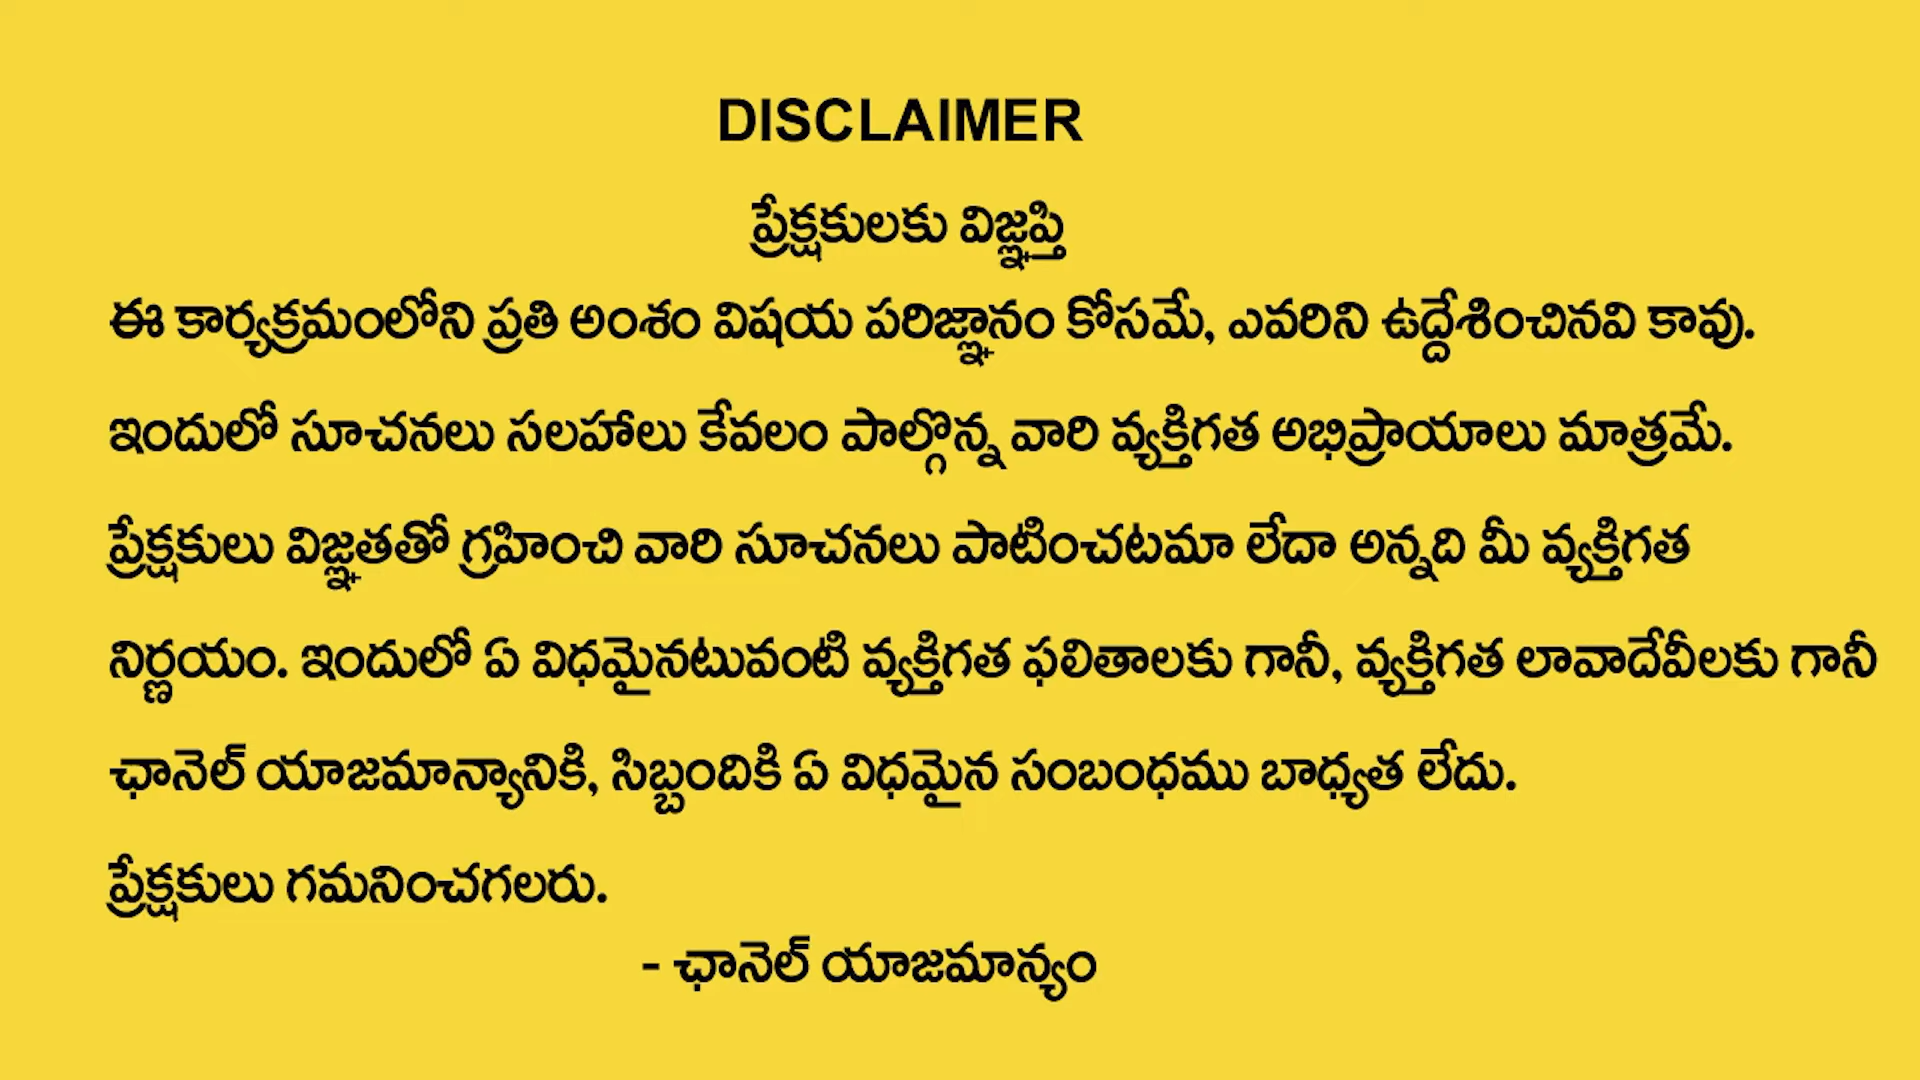 DISCLAIMER
ప్రేక్షకులకు విజ్ఞప్తి
ఈ కార్యక్రమంలోని ప్రతి అంశం విషయ పరిజ్ఞానం కోసమే, ఎవరిని ఉద్దేశించినవి కావు.
ఇందులో సూచనలు సలహాలు కేవలం పాల్గొన్న వారి వ్యక్తిగత అభిప్రాయాలు మాత్రమే.
ప్రేక్షకులు విజ్ఞతతో గ్రహించి వారి సూచనలు పాటించటమా లేదా అన్నది మీ వ్యక్తిగత
నిర్ణయం. ఇందులో ఏ విధమైనటువంటి వ్యక్తిగత ఫలితాలకు గానీ, వ్యక్తిగత లావాదేవీలకు గానీ
ఛానెల్ యాజమాన్యానికి, సిబ్బందికి ఏ విధమైన సంబంధము బాధ్యత లేదు.
ప్రేక్షకులు గమనించగలరు.
- ఛానెల్ యాజమాన్యం